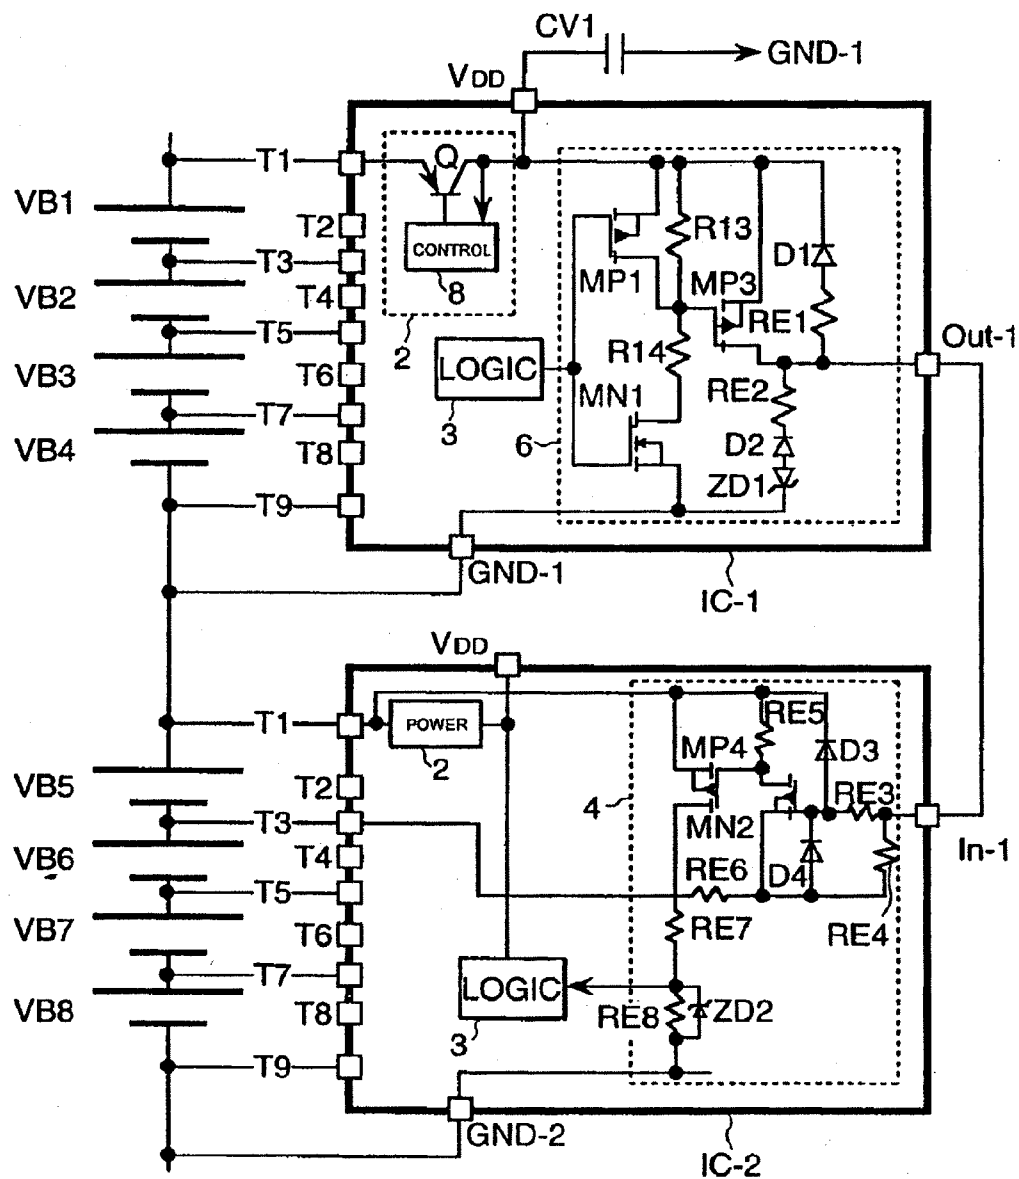 CV1
GND-1
VDD
T1
Q
VB1
T2
CONTROL
R13
D1
T3
8
MP1
MP3
VB2
T4
RE1
T5
2
Out-1
R14
LOGIC
VB3
T6
RE2
MN1
3
T7
6
D2
VB4
T8
ZD1
T9
GND-1
IC-1
VDD
T1
POWER
RE5
MP4
D3
2
VB5
T2
RE3
4
MN2
T3
In-1
VB6
T4
RE6
D4
T5
RE7
RE4
VB7
T6
T7
LOGIC
VB8
T8
RE8
ZD2
3
T9
GND-2
IC-2